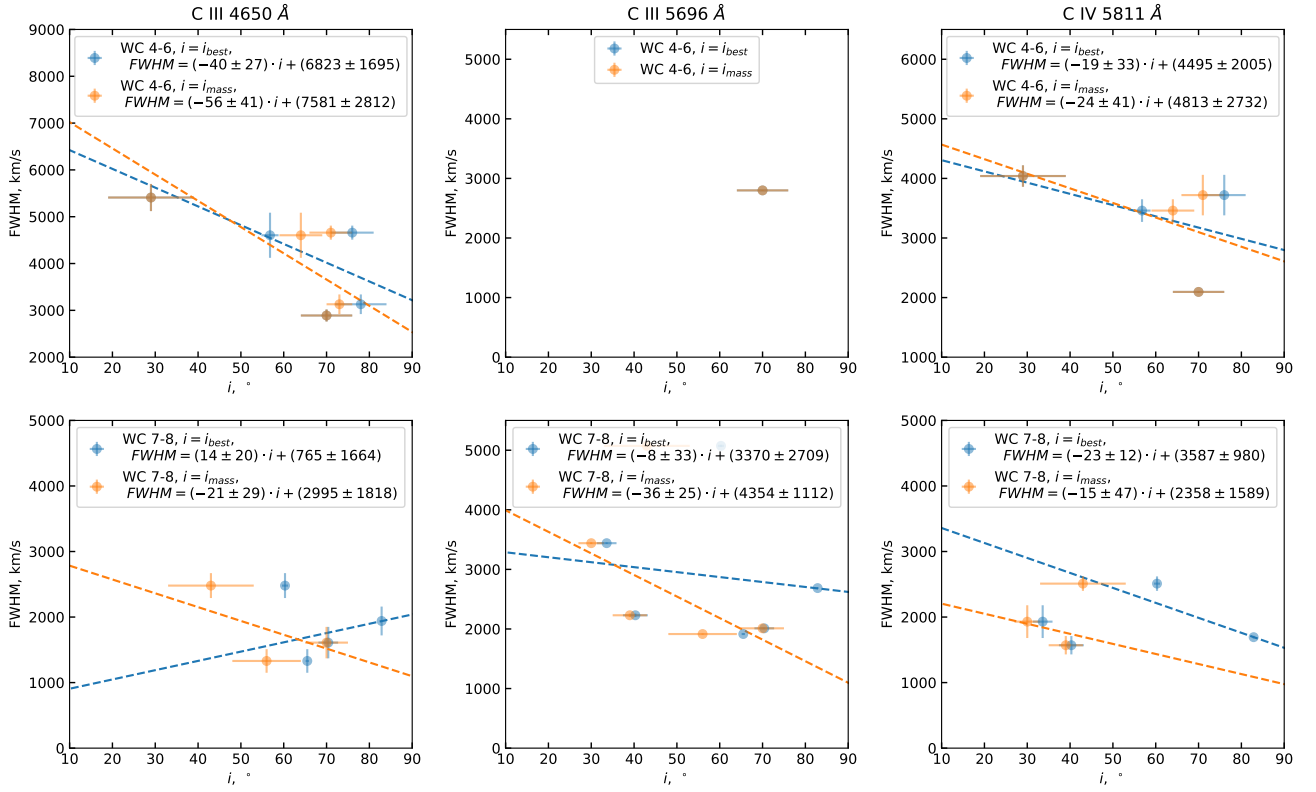 C III 4650 Å
9000
8000
7000
6000
5000
4000
3000
2000
FWHM, km/s
WC 4-6, i = i_best,
FWHM = (−40 ± 27) · i + (6823 ± 1695)
WC 4-6, i = i_mass,
FWHM = (−56 ± 41) · i + (7581 ± 2812)
10 20 30 40 50 60 70 80 90
i, °
C III 5696 Å
5000
4000
3000
2000
1000
0
FWHM, km/s
WC 4-6, i = i_best
WC 4-6, i = i_mass
10 20 30 40 50 60 70 80 90
i, °
C IV 5811 Å
6000
5000
4000
3000
2000
1000
FWHM, km/s
WC 4-6, i = i_best,
FWHM = (−19 ± 33) · i + (4495 ± 2005)
WC 4-6, i = i_mass,
FWHM = (−24 ± 41) · i + (4813 ± 2732)
10 20 30 40 50 60 70 80 90
i, °
5000
4000
3000
2000
1000
0
FWHM, km/s
WC 7-8, i = i_best,
FWHM = (14 ± 20) · i + (765 ± 1664)
WC 7-8, i = i_mass,
FWHM = (−21 ± 29) · i + (2995 ± 1818)
10 20 30 40 50 60 70 80 90
i, °
5000
4000
3000
2000
1000
0
FWHM, km/s
WC 7-8, i = i_best,
FWHM = (−8 ± 33) · i + (3370 ± 2709)
WC 7-8, i = i_mass,
FWHM = (−36 ± 25) · i + (4354 ± 1112)
10 20 30 40 50 60 70 80 90
i, °
5000
4000
3000
2000
1000
0
FWHM, km/s
WC 7-8, i = i_best,
FWHM = (−23 ± 12) · i + (3587 ± 980)
WC 7-8, i = i_mass,
FWHM = (−15 ± 47) · i + (2358 ± 1589)
10 20 30 40 50 60 70 80 90
i, °